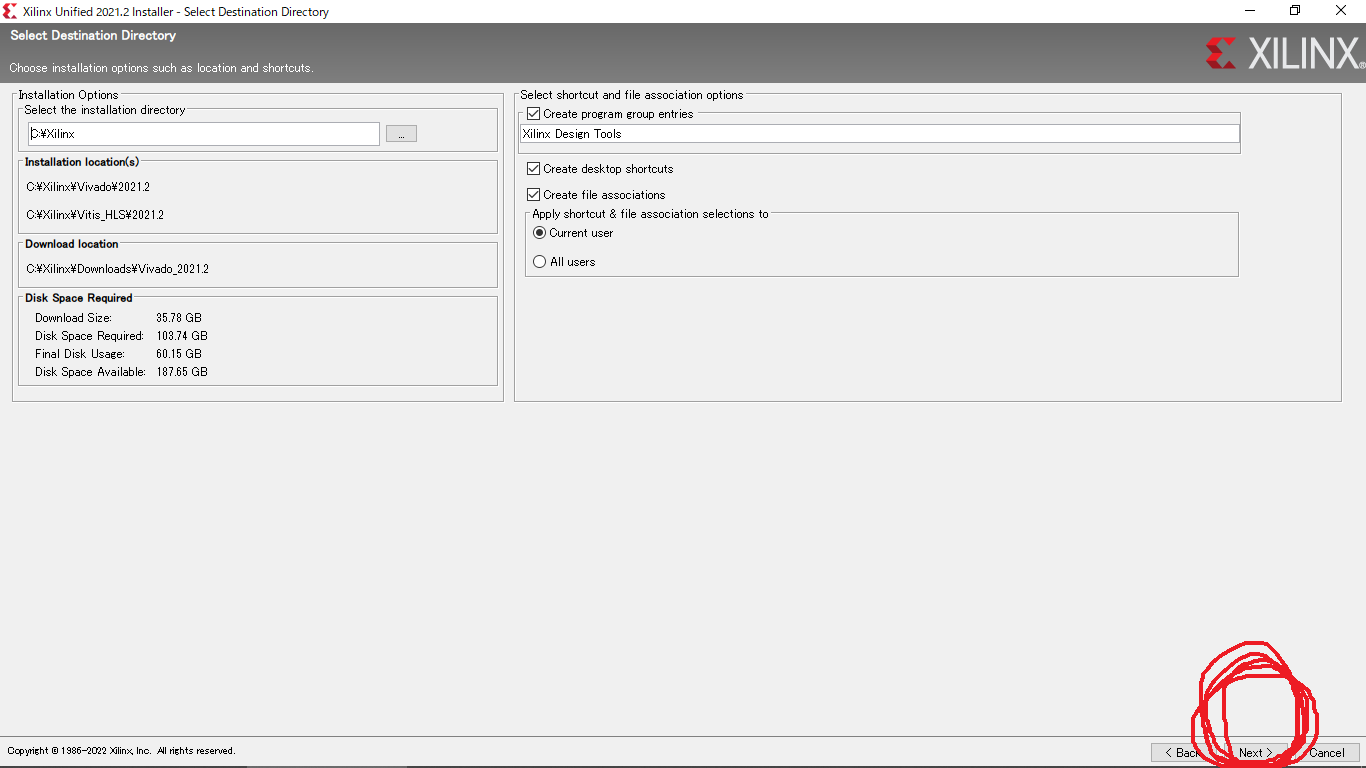 Xilinx Unified 2021.2 Installer - Select Destination Directory
Select Destination Directory
Choose installation options such as location and shortcuts.
XILINX®
Installation Options
Select the installation directory
C:¥Xilinx
...
Installation location(s)
C:¥Xilinx¥Vivado¥2021.2
C:¥Xilinx¥Vitis_HLS¥2021.2
Download location
C:¥Xilinx¥Downloads¥Vivado_2021.2
Disk Space Required
Download Size: 35.78 GB
Disk Space Required: 103.74 GB
Final Disk Usage: 60.15 GB
Disk Space Available: 187.65 GB
Select shortcut and file association options
Create program group entries
Xilinx Design Tools
Create desktop shortcuts
Create file associations
Apply shortcut & file association selections to
Current user
All users
Copyright © 1986-2022 Xilinx, Inc. All rights reserved.
< Back
Next >
Cancel